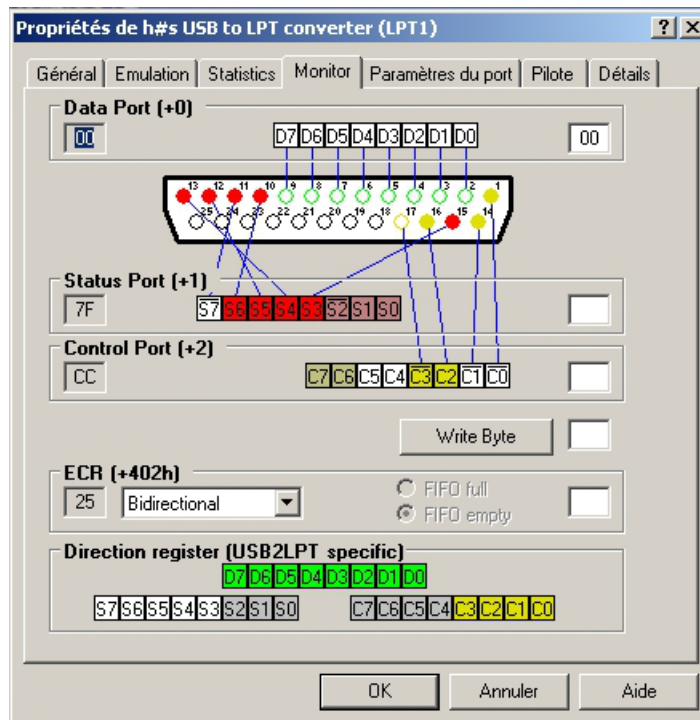 Propriétés de h#s USB to LPT converter (LPT1)
Général Emulation Statistics Monitor Paramètres du port Pilote Détails
Data Port (+0)
00 D7 D6 D5 D4 D3 D2 D1 D0 00
13 12 11 10 9 8 7 6 5 4 3 2 1
25 24 23 22 21 20 19 18 17 16 15 14
Status Port (+1)
7F S7 S6 S5 S4 S3 S2 S1 S0
Control Port (+2)
CC C7 C6 C5 C4 C3 C2 C1 C0
Write Byte
ECR (+402h)
25 Bidirectional FIFO full
FIFO empty
Direction register (USB2LPT specific)
D7 D6 D5 D4 D3 D2 D1 D0
S7 S6 S5 S4 S3 S2 S1 S0 C7 C6 C5 C4 C3 C2 C1 C0
OK Annuler Aide